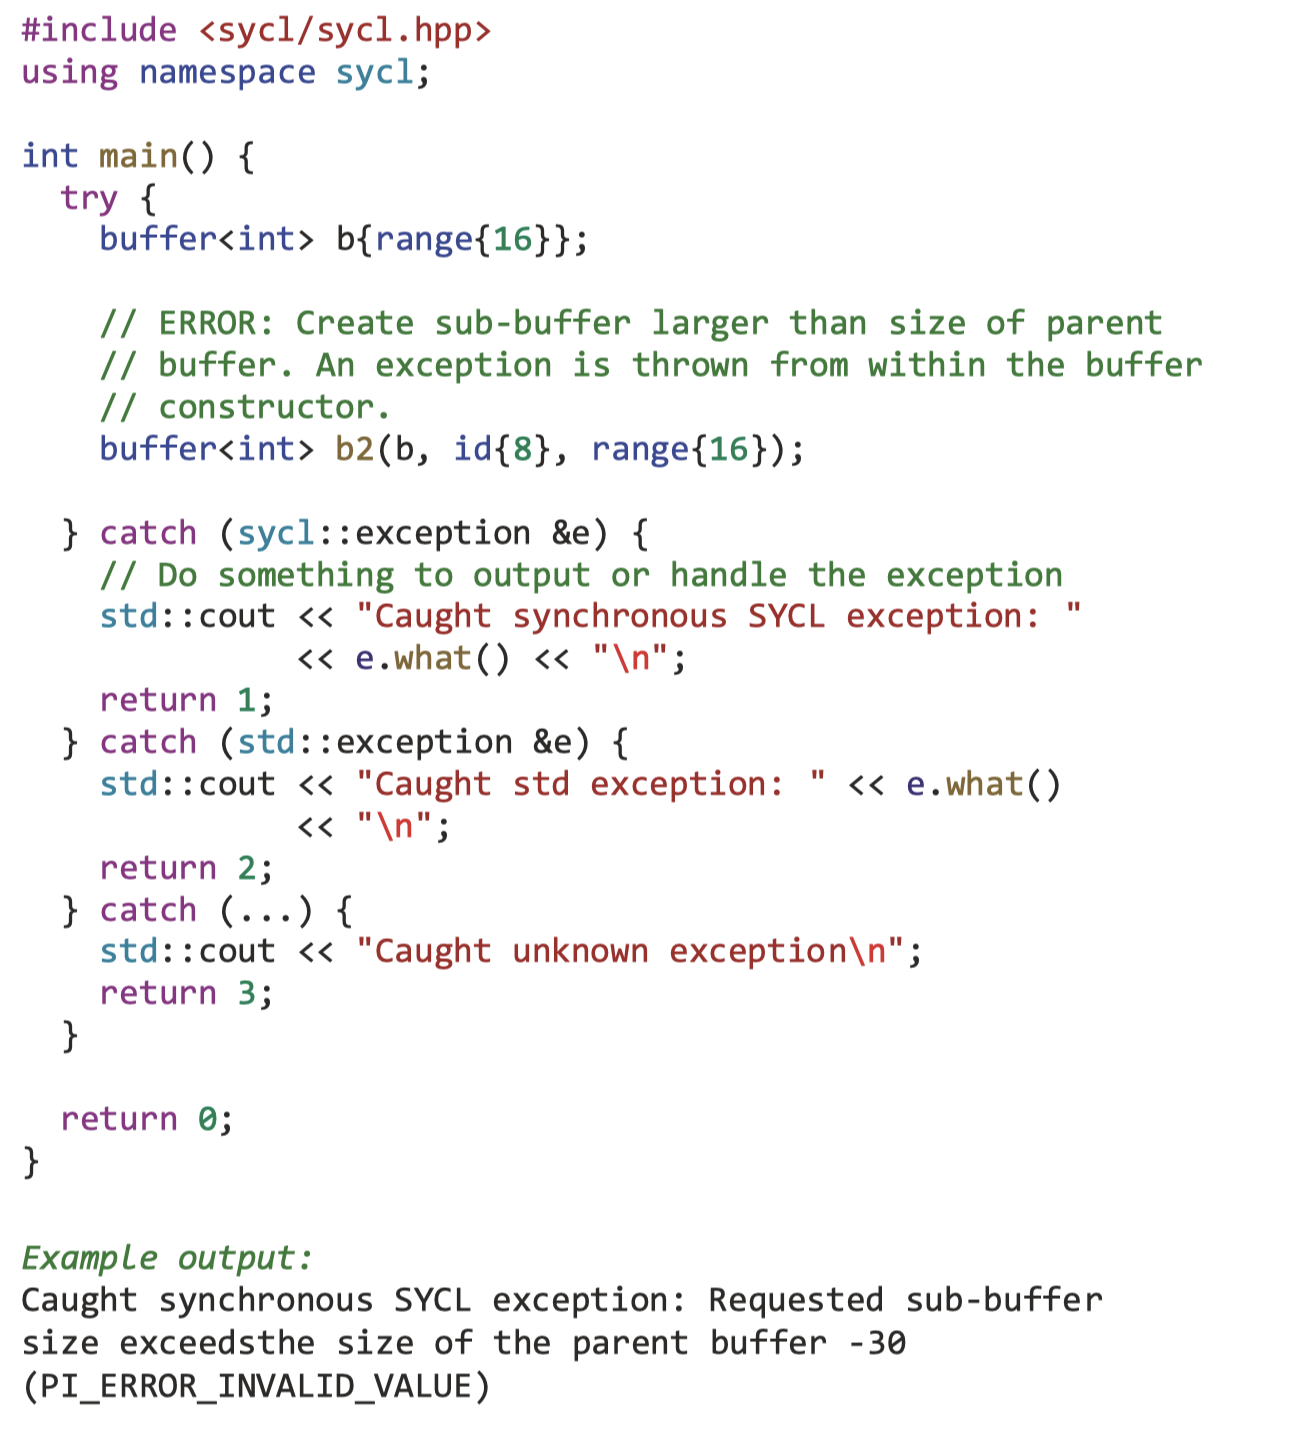 #include <sycl/sycl.hpp>
using namespace sycl;

int main() {
  try {
    buffer<int> b{range{16}};

    // ERROR: Create sub-buffer larger than size of parent
    // buffer. An exception is thrown from within the buffer
    // constructor.
    buffer<int> b2(b, id{8}, range{16});

  } catch (sycl::exception &e) {
    // Do something to output or handle the exception
    std::cout << "Caught synchronous SYCL exception: "
              << e.what() << "\n";
    return 1;
  } catch (std::exception &e) {
    std::cout << "Caught std exception: " << e.what()
              << "\n";
    return 2;
  } catch (...) {
    std::cout << "Caught unknown exception\n";
    return 3;
  }

  return 0;
}

Example output:
Caught synchronous SYCL exception: Requested sub-buffer
size exceedsthe size of the parent buffer -30
(PI_ERROR_INVALID_VALUE)